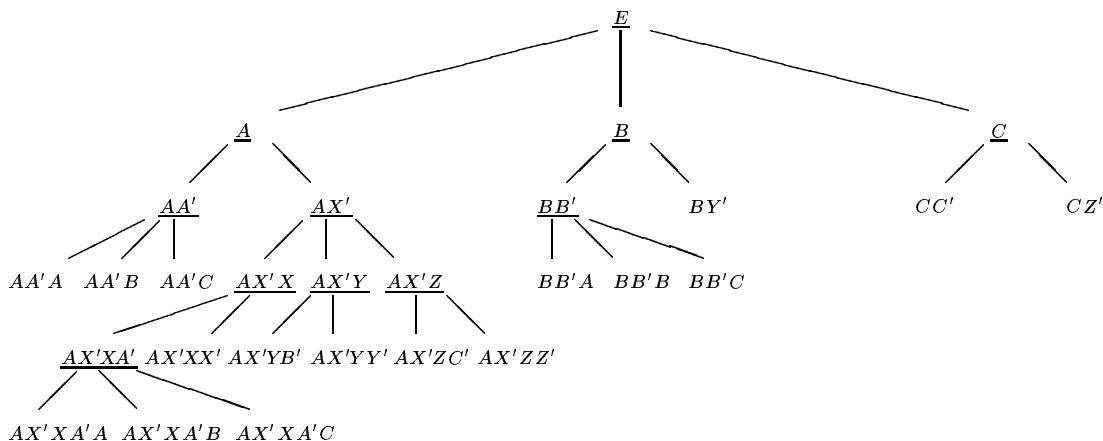 E
A B C
AA′ AX′ BB′ BY′ CC′ CZ′
AA′A AA′B AA′C AX′X AX′Y AX′Z BB′A BB′B BB′C
AX′XA′ AX′XX′ AX′YB′ AX′YY′ AX′ZC′ AX′ZZ′
AX′XA′A AX′XA′B AX′XA′C